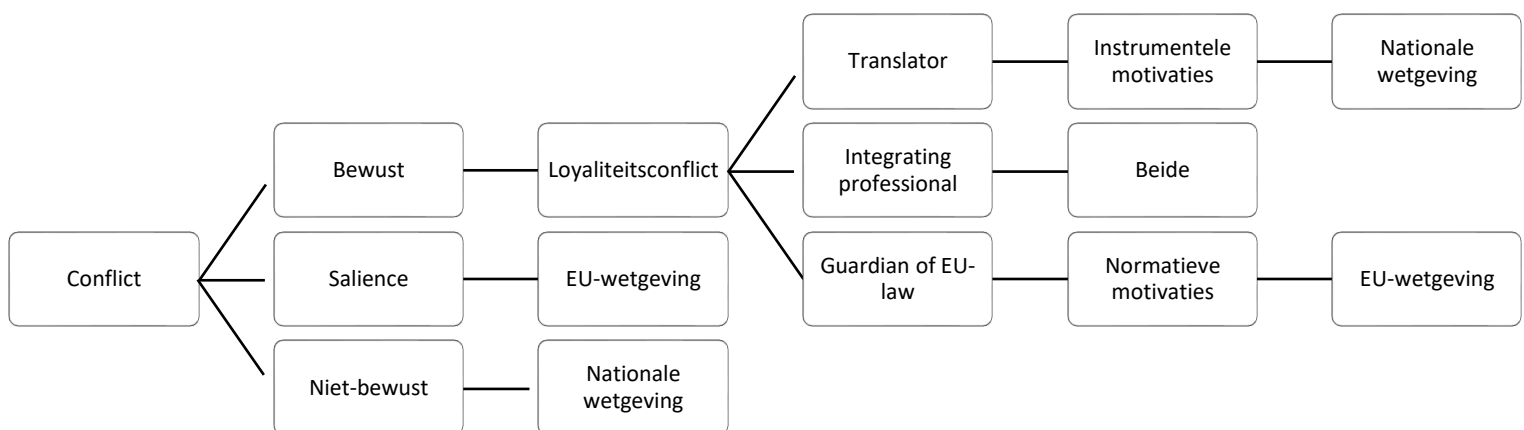 Translator
Instrumentele
motivaties
Nationale
wetgeving
Bewust
Loyaliteitsconflict
Integrating
professional
Beide
Conflict
Salience
EU-wetgeving
Guardian of EU-
law
Normatieve
motivaties
EU-wetgeving
Niet-bewust
Nationale
wetgeving